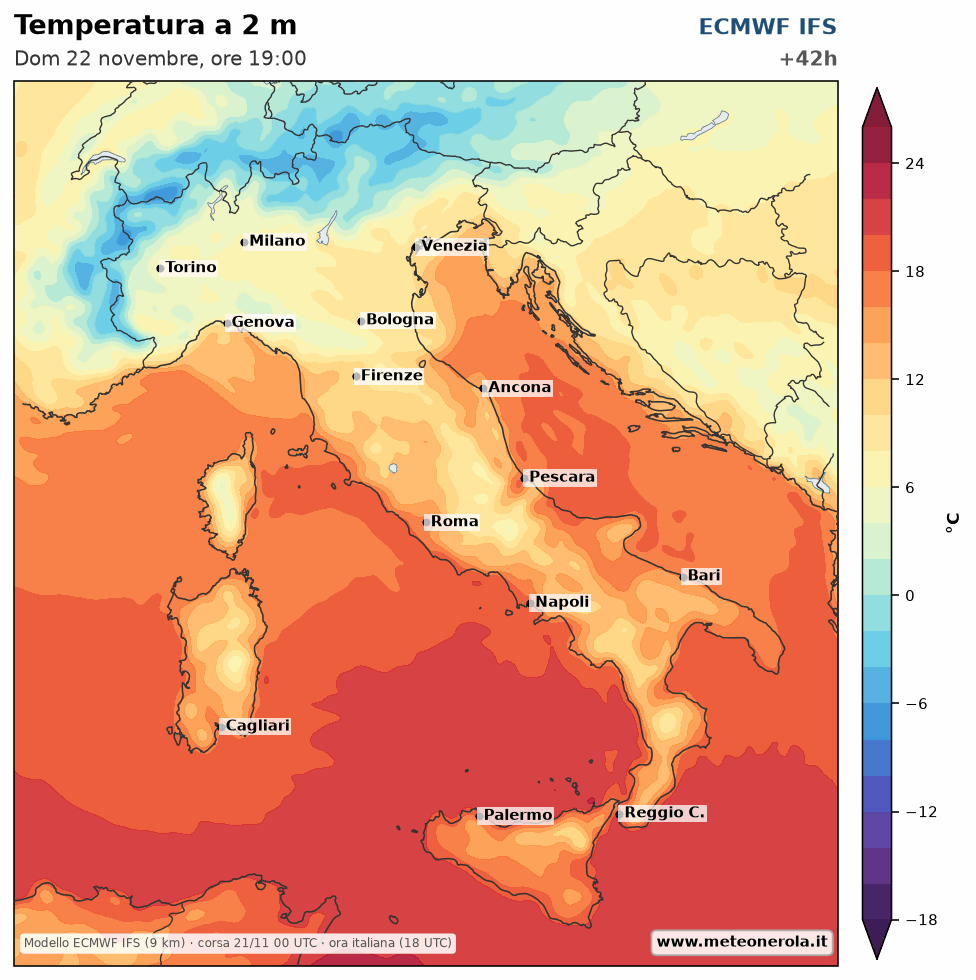 Temperatura a 2 m
ECMWF IFS
Dom 22 novembre, ore 19:00
+42h
Milano
Venezia
Torino
Genova
Bologna
Firenze
Ancona
Pescara
Roma
Bari
Napoli
Cagliari
Palermo
Reggio C.
24
18
12
6
0
−6
−12
−18
°C
Modello ECMWF IFS (9 km) · corsa 21/11 00 UTC · ora italiana (18 UTC)
www.meteonerola.it